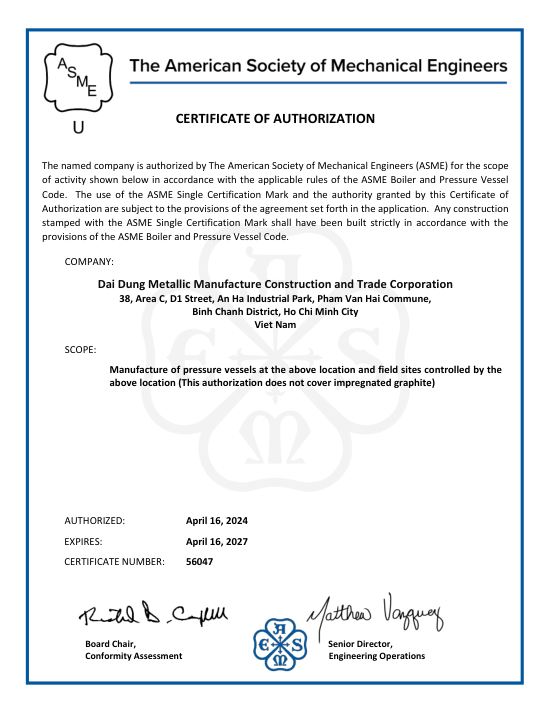 ASME
The American Society of Mechanical Engineers
U
CERTIFICATE OF AUTHORIZATION
The named company is authorized by The American Society of Mechanical Engineers (ASME) for the scope
of activity shown below in accordance with the applicable rules of the ASME Boiler and Pressure Vessel
Code. The use of the ASME Single Certification Mark and the authority granted by this Certificate of
Authorization are subject to the provisions of the agreement set forth in the application. Any construction
stamped with the ASME Single Certification Mark shall have been built strictly in accordance with the
provisions of the ASME Boiler and Pressure Vessel Code.
COMPANY:
Dai Dung Metallic Manufacture Construction and Trade Corporation
38, Area C, D1 Street, An Ha Industrial Park, Pham Van Hai Commune,
Binh Chanh District, Ho Chi Minh City
Viet Nam
SCOPE:
Manufacture of pressure vessels at the above location and field sites controlled by the
above location (This authorization does not cover impregnated graphite)
AUTHORIZED: April 16, 2024
EXPIRES: April 16, 2027
CERTIFICATE NUMBER: 56047
Matthew Vazquez
Board Chair,
Conformity Assessment
ASME
Senior Director,
Engineering Operations